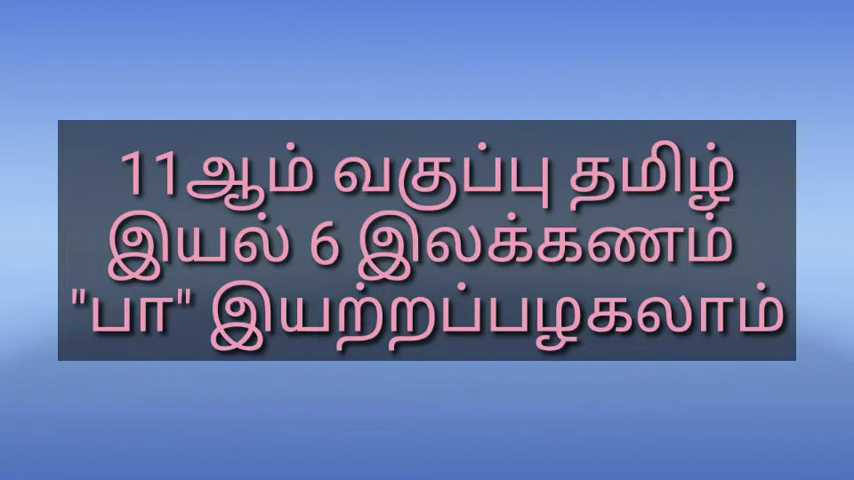 11ஆம் வகுப்பு தமிழ்
இயல் 6 இலக்கணம்
"பா" இயற்றப்பழகலாம்